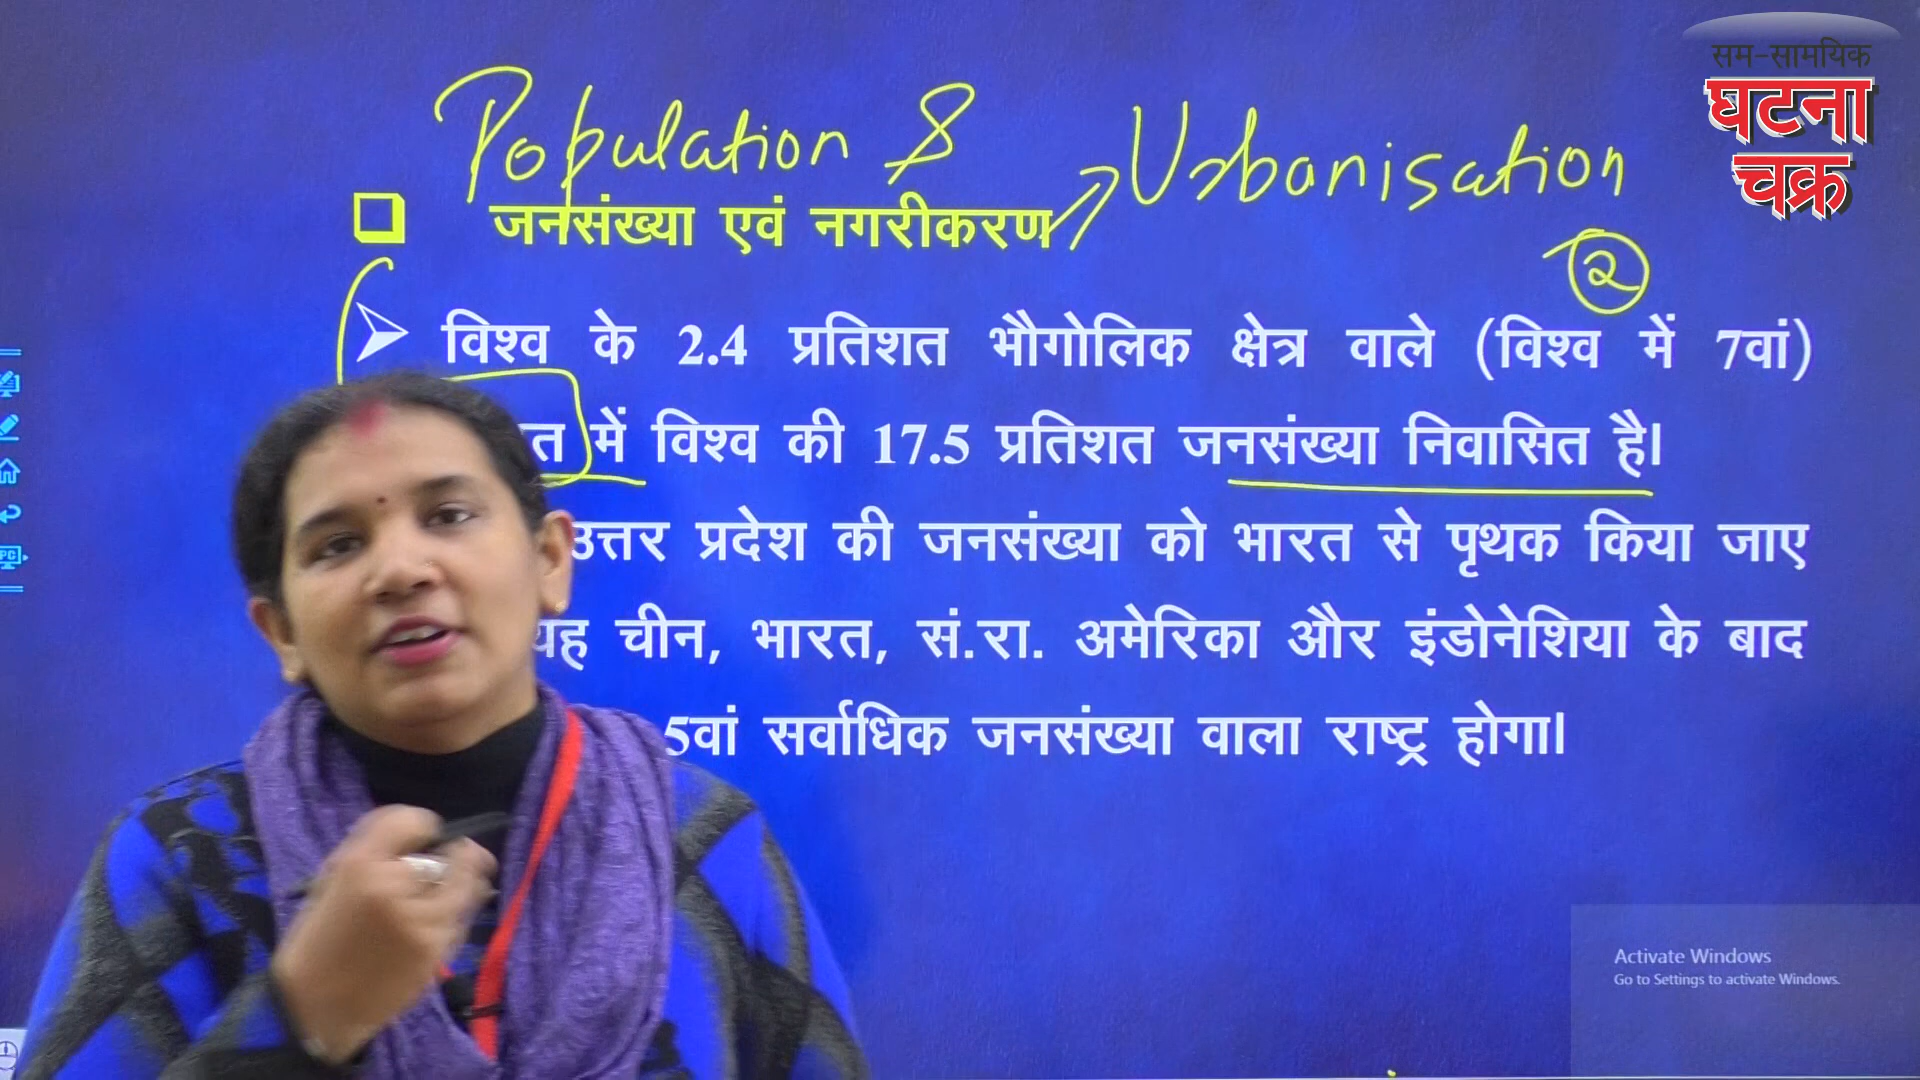 सम-सामयिक
घटना
चक्र
Population & Urbanisation
जनसंख्या एवं नगरीकरण
2
विश्व के 2.4 प्रतिशत भौगोलिक क्षेत्र वाले (विश्व में 7वां)
में विश्व की 17.5 प्रतिशत जनसंख्या निवासित है।
उत्तर प्रदेश की जनसंख्या को भारत से पृथक किया जाए
यह चीन, भारत, सं.रा. अमेरिका और इंडोनेशिया के बाद
5वां सर्वाधिक जनसंख्या वाला राष्ट्र होगा।
Activate Windows
Go to Settings to activate Windows.